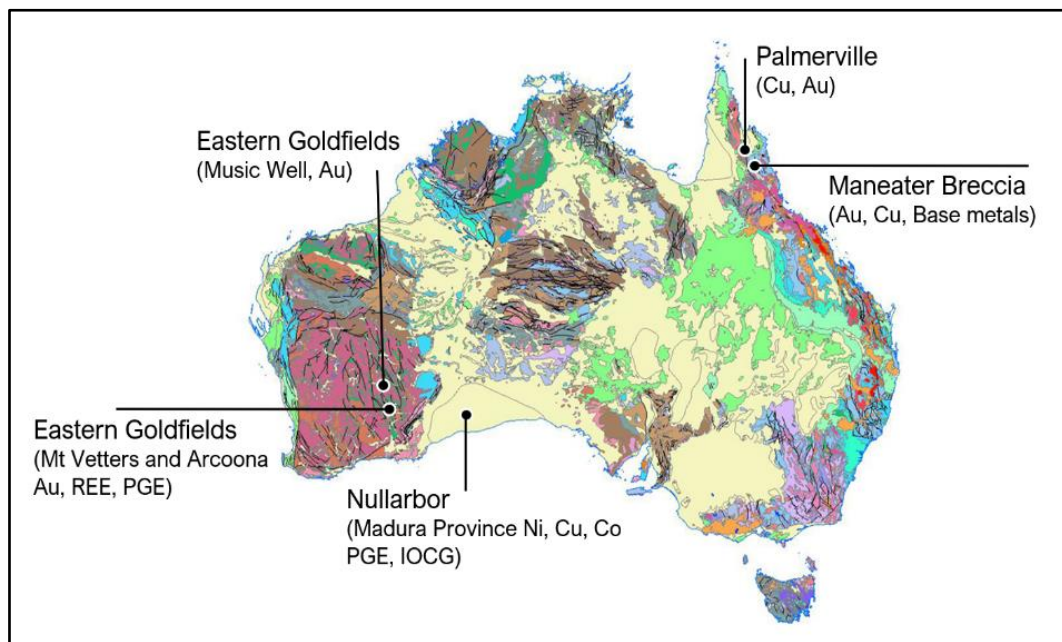 Palmerville
(Cu, Au)
Eastern Goldfields
(Music Well, Au)
Maneater Breccia
(Au, Cu, Base metals)
Eastern Goldfields
(Mt Vetters and Arcoona
Au, REE, PGE)
Nullarbor
(Madura Province Ni, Cu, Co
PGE, IOCG)